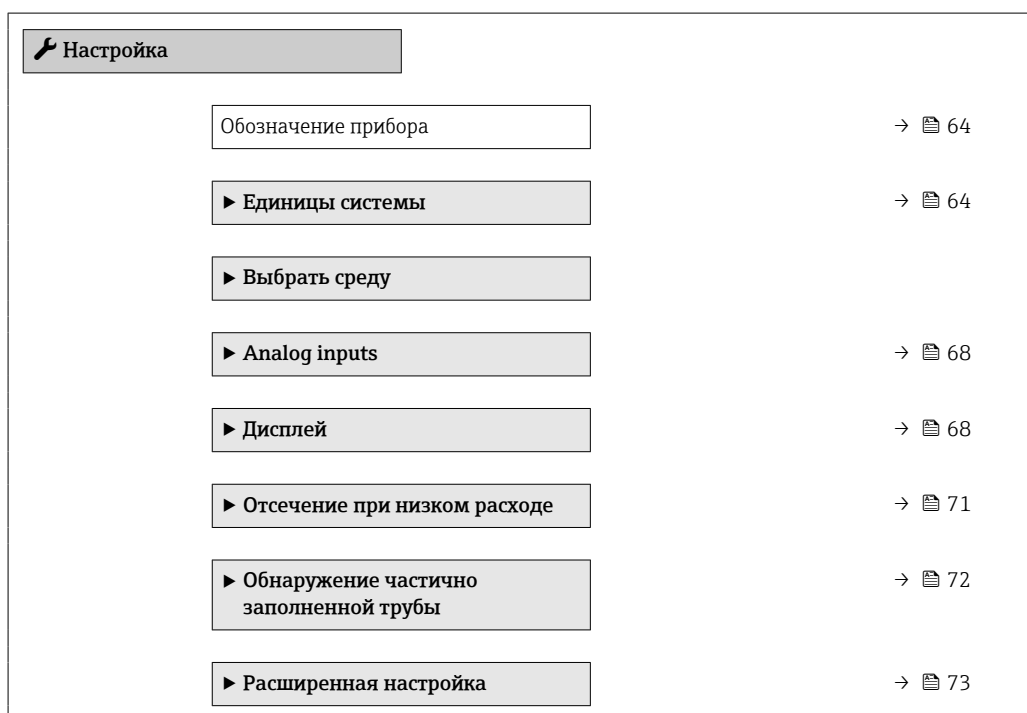 Настройка
Обозначение прибора → 64
▶ Единицы системы → 64
▶ Выбрать среду
▶ Analog inputs → 68
▶ Дисплей → 68
▶ Отсечение при низком расходе → 71
▶ Обнаружение частично → 72
заполненной трубы
▶ Расширенная настройка → 73